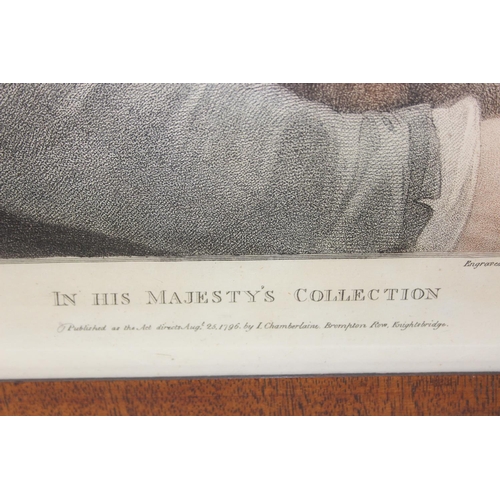 Engraved
IN HIS MAJESTY'S COLLECTION
Published as the Act directs Augt. 25, 1796, by I. Chamberlaine Brompton Row, Knightsbridge.